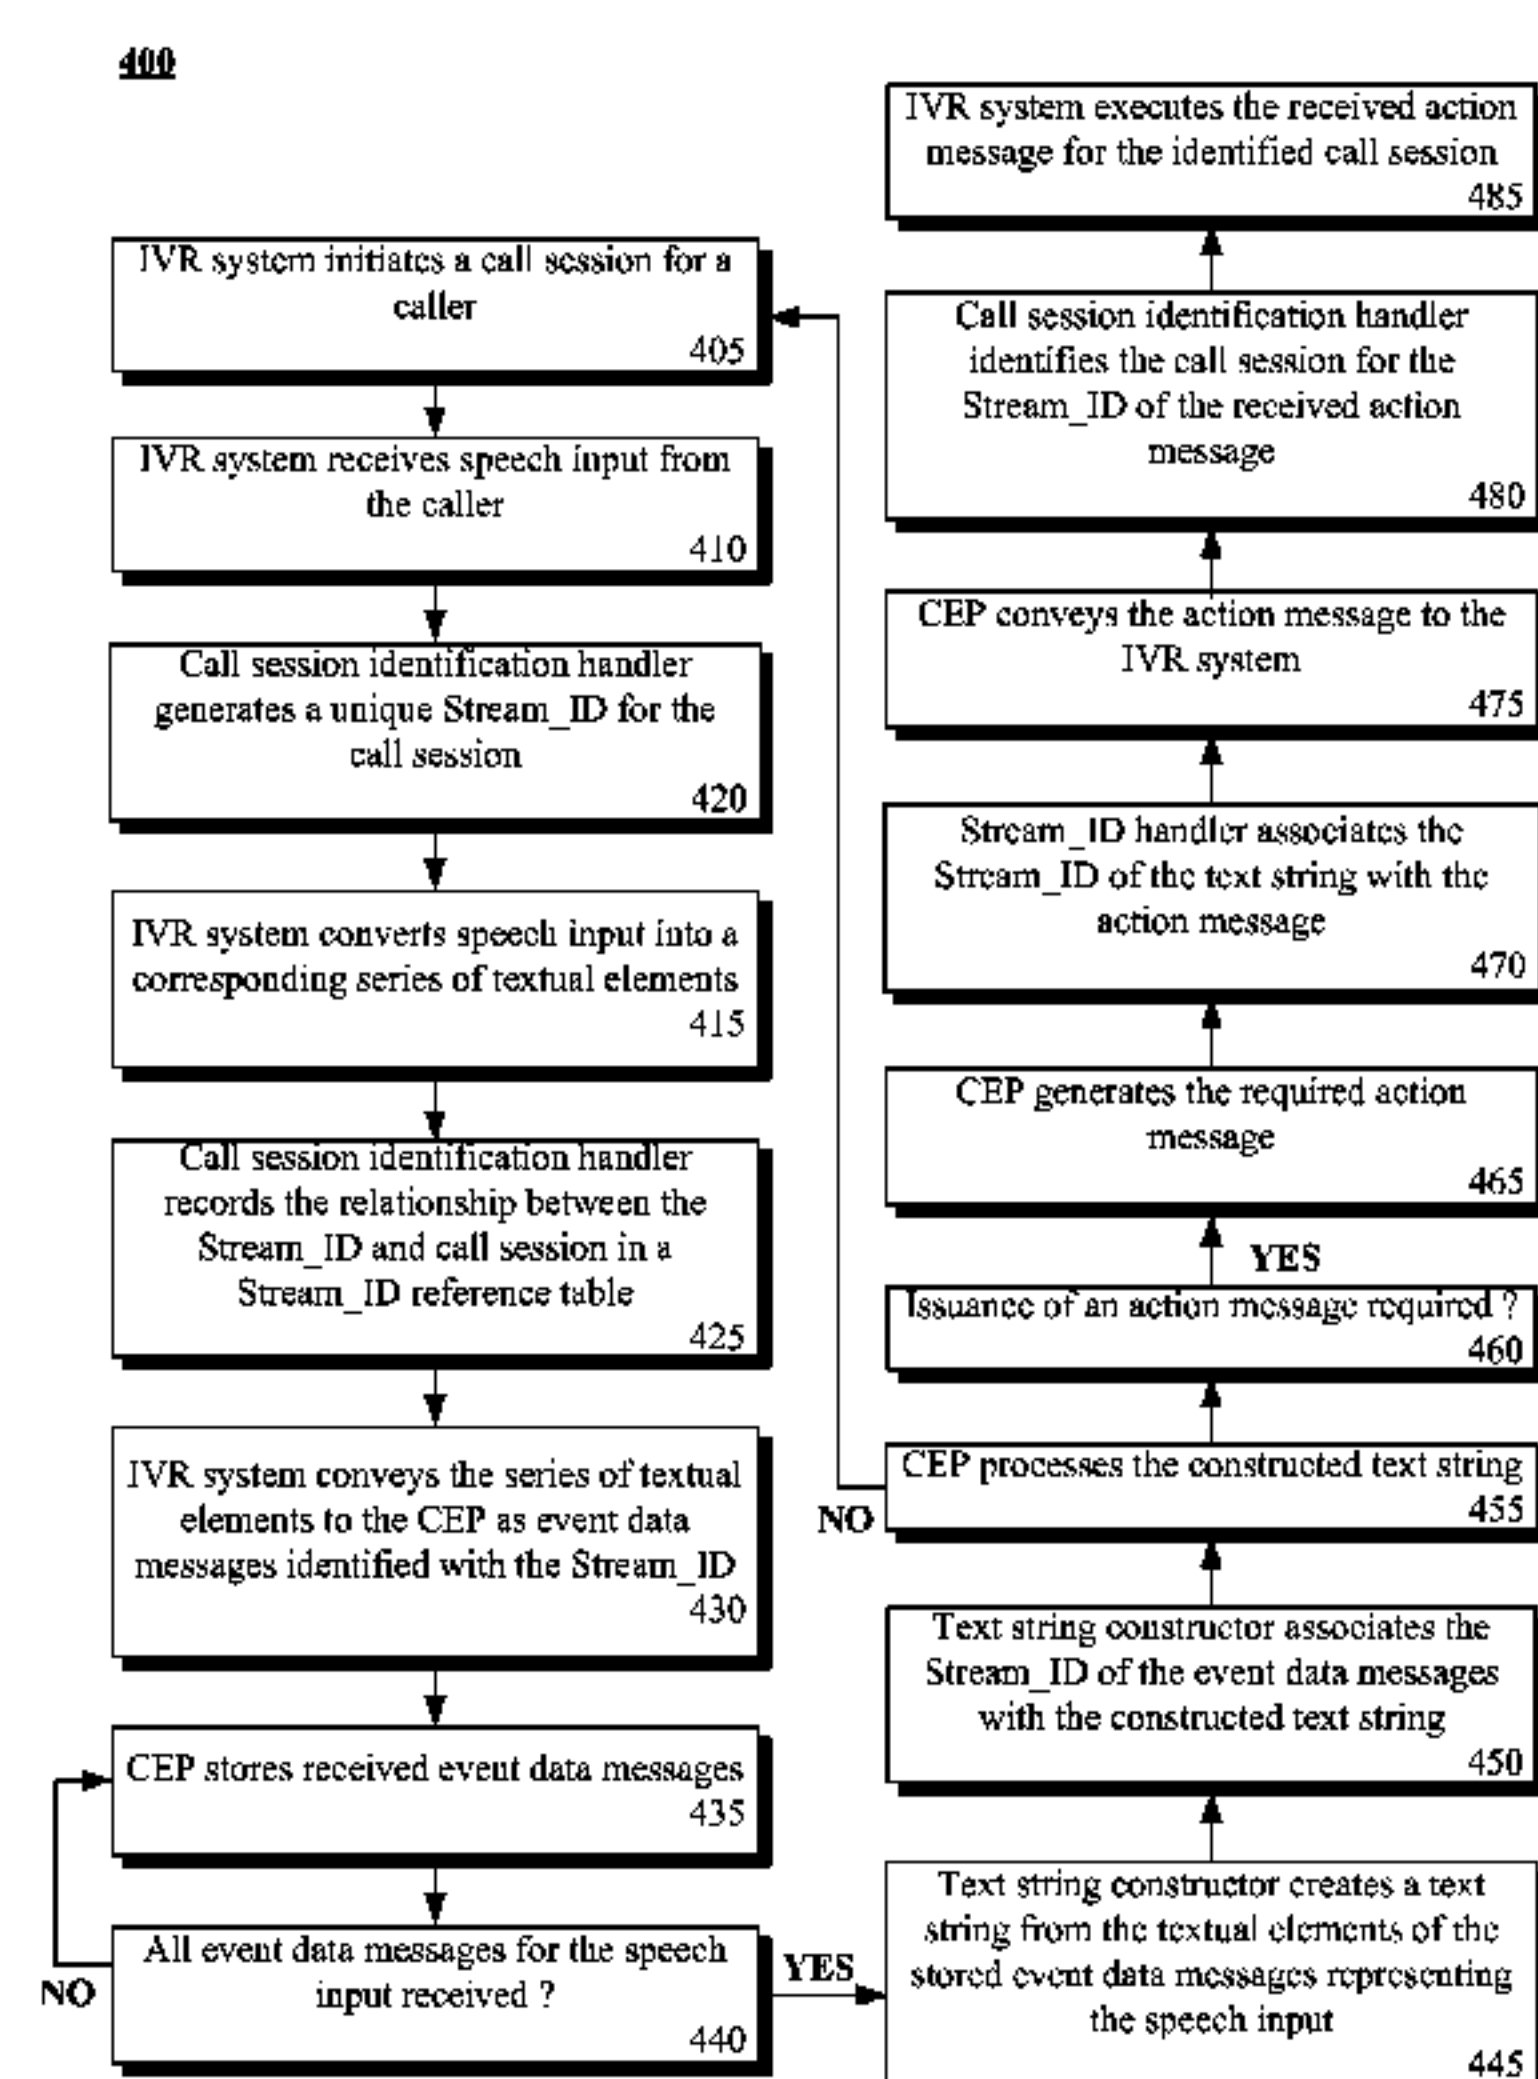 400
IVR system initiates a call session for a
caller
405
IVR system receives speech input from
the caller
410
Call session identification handler
generates a unique Stream_ID for the
call session
420
IVR system converts speech input into a
corresponding series of textual elements
415
Call session identification handler
records the relationship between the
Stream_ID and call session in a
Stream_ID reference table
425
IVR system conveys the series of textual
elements to the CEP as event data
messages identified with the Stream_ID
430
CEP stores received event data messages
435
All event data messages for the speech
input received ?
440
NO
YES
Text string constructor creates a text
string from the textual elements of the
stored event data messages representing
the speech input
445
Text string constructor associates the
Stream_ID of the event data messages
with the constructed text string
450
CEP processes the constructed text string
455
NO
Issuance of an action message required ?
460
YES
CEP generates the required action
message
465
Stream_ID handler associates the
Stream_ID of the text string with the
action message
470
CEP conveys the action message to the
IVR system
475
Call session identification handler
identifies the call session for the
Stream_ID of the received action
message
480
IVR system executes the received action
message for the identified call session
485